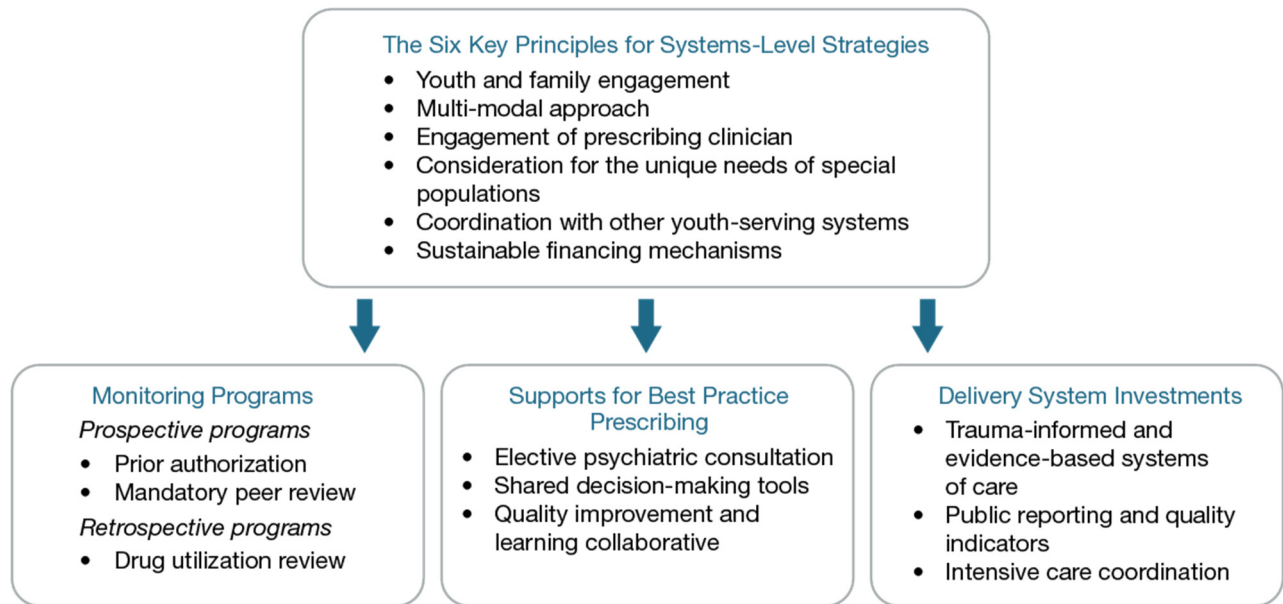 The Six Key Principles for Systems-Level Strategies
• Youth and family engagement
• Multi-modal approach
• Engagement of prescribing clinician
• Consideration for the unique needs of special
populations
• Coordination with other youth-serving systems
• Sustainable financing mechanisms
Monitoring Programs
Prospective programs
• Prior authorization
• Mandatory peer review
Retrospective programs
• Drug utilization review
Supports for Best Practice
Prescribing
• Elective psychiatric consultation
• Shared decision-making tools
• Quality improvement and
learning collaborative
Delivery System Investments
• Trauma-informed and
evidence-based systems
of care
• Public reporting and quality
indicators
• Intensive care coordination